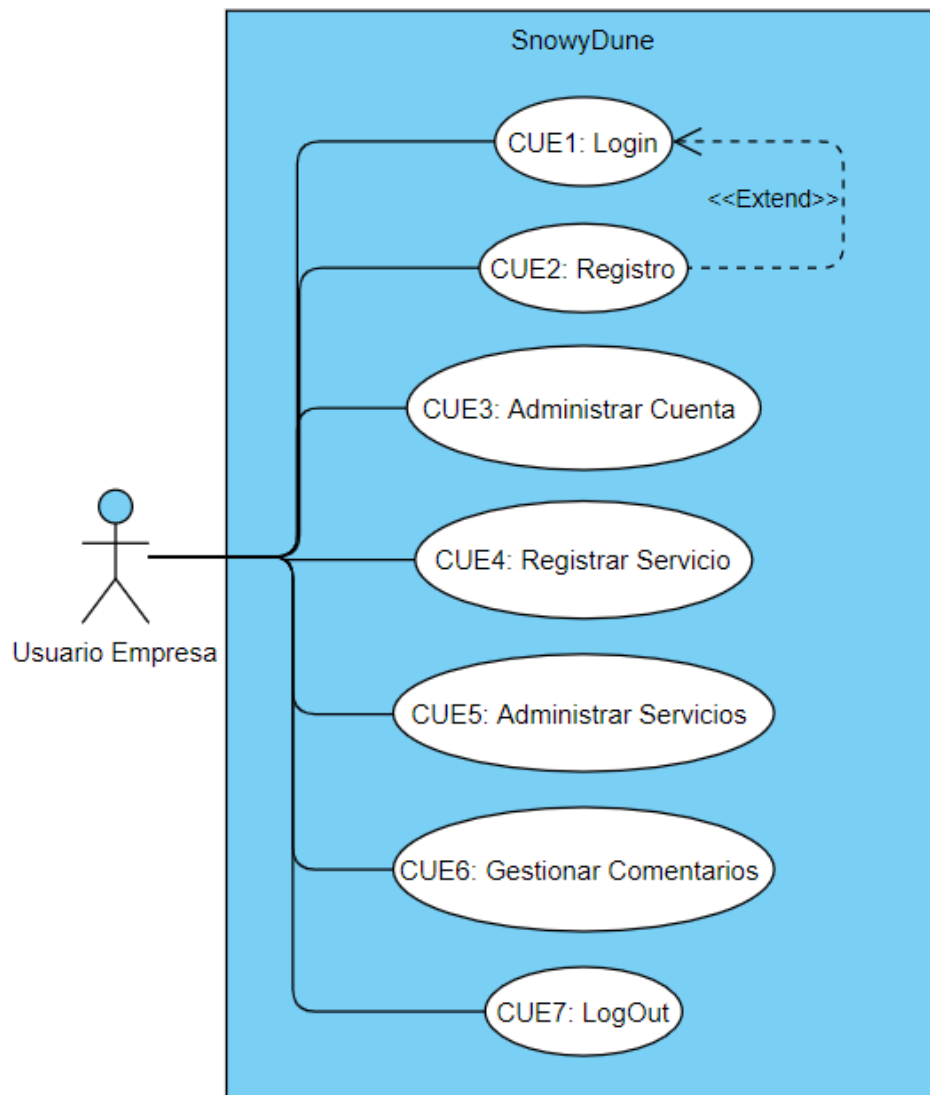 SnowyDune
CUE1: Login
<<Extend>>
CUE2: Registro
CUE3: Administrar Cuenta
CUE4: Registrar Servicio
Usuario Empresa
CUE5: Administrar Servicios
CUE6: Gestionar Comentarios
CUE7: LogOut